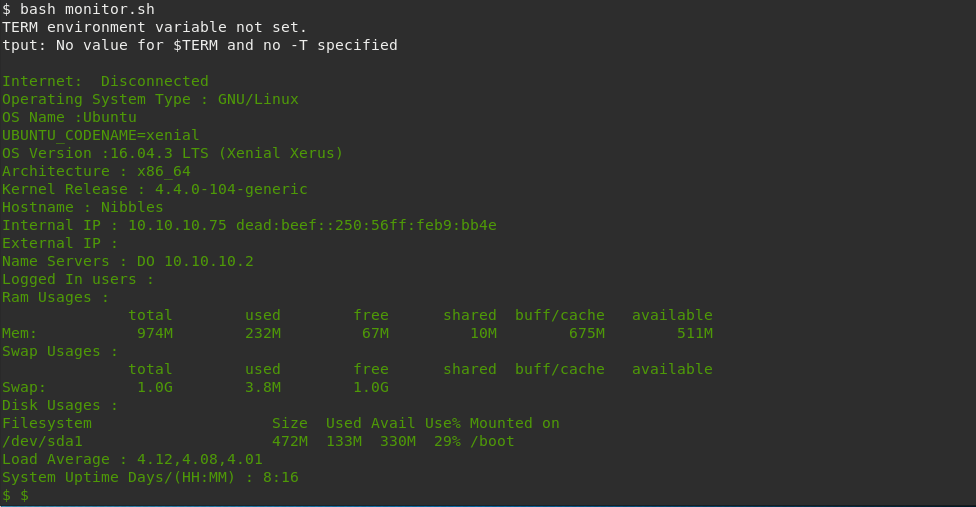 $ bash monitor.sh
TERM environment variable not set.
tput: No value for $TERM and no -T specified
Internet:  Disconnected
Operating System Type : GNU/Linux
OS Name :Ubuntu
UBUNTU_CODENAME=xenial
OS Version :16.04.3 LTS (Xenial Xerus)
Architecture : x86_64
Kernel Release : 4.4.0-104-generic
Hostname : Nibbles
Internal IP : 10.10.10.75 dead:beef::250:56ff:feb9:bb4e
External IP :
Name Servers : DO 10.10.10.2
Logged In users :
Ram Usages :
              total        used        free      shared  buff/cache   available
Mem:           974M        232M         67M         10M        675M        511M
Swap Usages :
              total        used        free      shared  buff/cache   available
Swap:          1.0G        3.8M        1.0G
Disk Usages :
Filesystem                    Size  Used Avail Use% Mounted on
/dev/sda1                     472M  133M  330M  29% /boot
Load Average : 4.12,4.08,4.01
System Uptime Days/(HH:MM) : 8:16
$ $